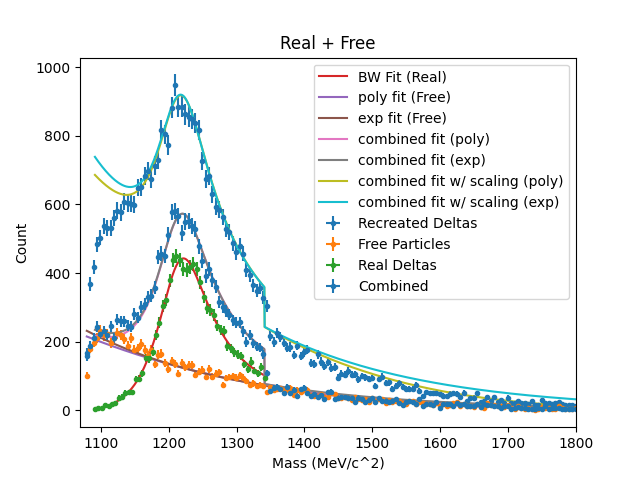 Real + Free
1000
800
600
400
200
0
Count
1100
1200
1300
1400
1500
1600
1700
1800
Mass (MeV/c^2)
BW Fit (Real)
poly fit (Free)
exp fit (Free)
combined fit (poly)
combined fit (exp)
combined fit w/ scaling (poly)
combined fit w/ scaling (exp)
Recreated Deltas
Free Particles
Real Deltas
Combined